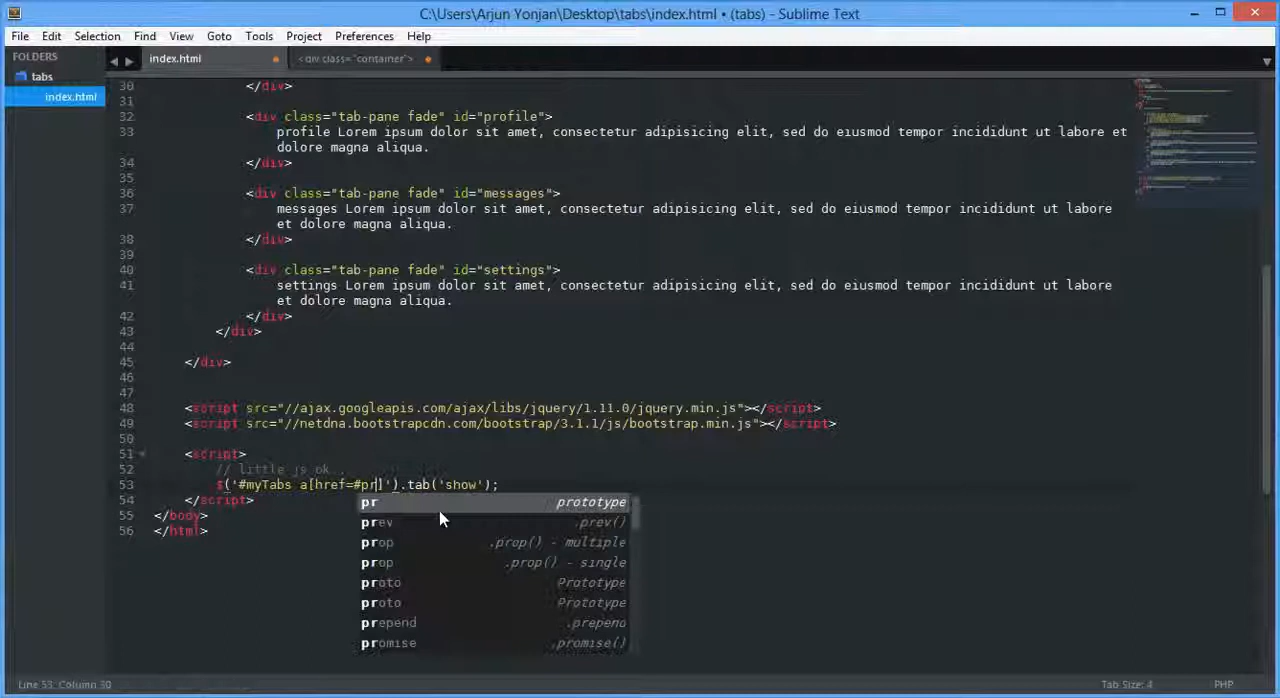 C:\Users\Arjun Yonjan\Desktop\tabs\index.html • (tabs) - Sublime Text
File Edit Selection Find View Goto Tools Project Preferences Help
FOLDERS
tabs
index.html
index.html
<div class="container">
30 </div>
31
32 <div class="tab-pane fade" id="profile">
33 profile Lorem ipsum dolor sit amet, consectetur adipisicing elit, sed do eiusmod tempor incididunt ut labore et
dolore magna aliqua.
34 </div>
35
36 <div class="tab-pane fade" id="messages">
37 messages Lorem ipsum dolor sit amet, consectetur adipisicing elit, sed do eiusmod tempor incididunt ut labore
et dolore magna aliqua.
38 </div>
39
40 <div class="tab-pane fade" id="settings">
41 settings Lorem ipsum dolor sit amet, consectetur adipisicing elit, sed do eiusmod tempor incididunt ut labore
et dolore magna aliqua.
42 </div>
43 </div>
44
45 </div>
46
47
48 <script src="//ajax.googleapis.com/ajax/libs/jquery/1.11.0/jquery.min.js"></script>
49 <script src="//netdna.bootstrapcdn.com/bootstrap/3.1.1/js/bootstrap.min.js"></script>
50
51 <script>
52 // little js ok..
53 $('#myTabs a[href=#pr]').tab('show');
54 </script>
55 </body>
56 </html>
pr prototype
prev .prev()
prop .prop() - multiple
prop .prop() - single
proto Prototype
proto Prototype
prepend .prepend
promise .promise()
Line 53, Column 30
Tab Size: 4
PHP